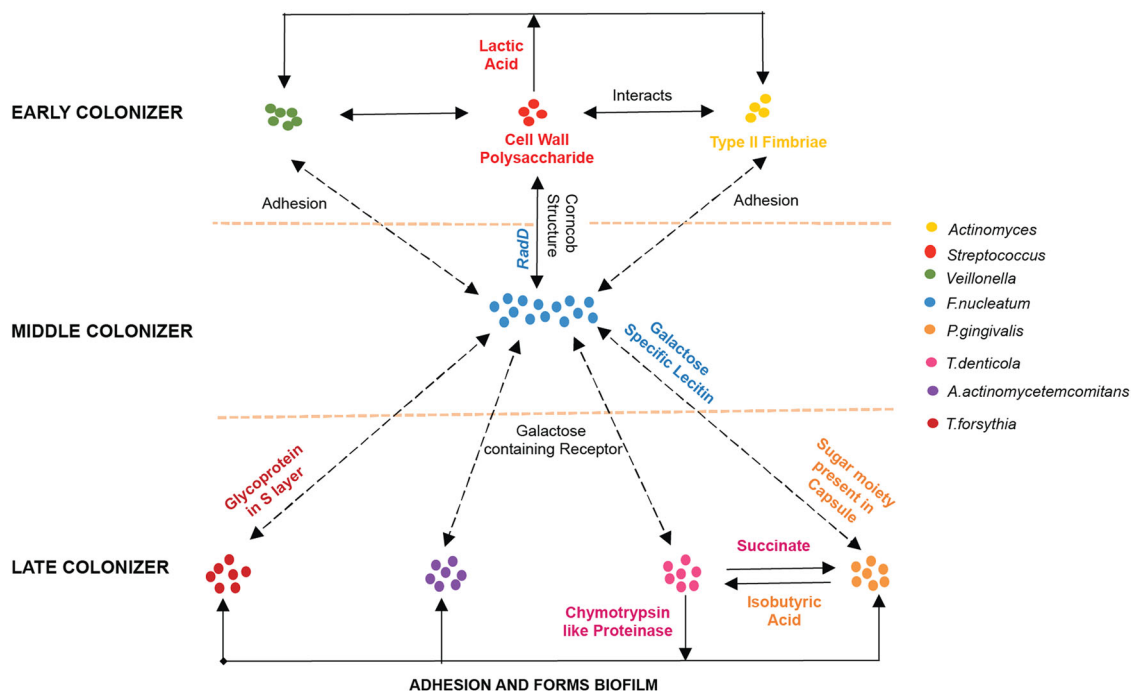 Lactic
Acid
EARLY COLONIZER
Interacts
Cell Wall
Polysaccharide
Type II Fimbriae
Adhesion
Corncob
Structure
RadD
Adhesion
Actinomyces
Streptococcus
Veillonella
F.nucleatum
P.gingivalis
T.denticola
A.actinomycetemcomitans
T.forsythia
MIDDLE COLONIZER
Galactose
Specific Lecitin
Galactose
containing Receptor
Glycoprotein
in S layer
Sugar moiety
present in
Capsule
LATE COLONIZER
Succinate
Isobutyric
Acid
Chymotrypsin
like Proteinase
ADHESION AND FORMS BIOFILM